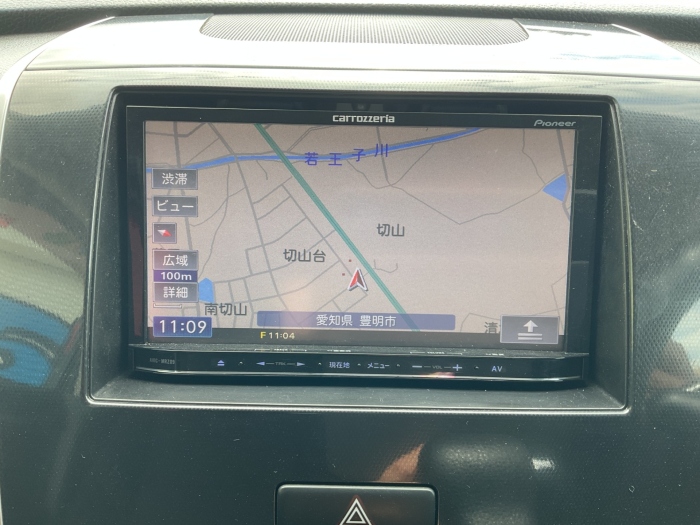 carrozzeria
Pioneer
若王子川
渋滞
ビュー
切山
切山台
広域
100m
詳細
南切山
愛知県 豊明市
清
11:09
F 11:04
現在地
メニュー
VOL
AV